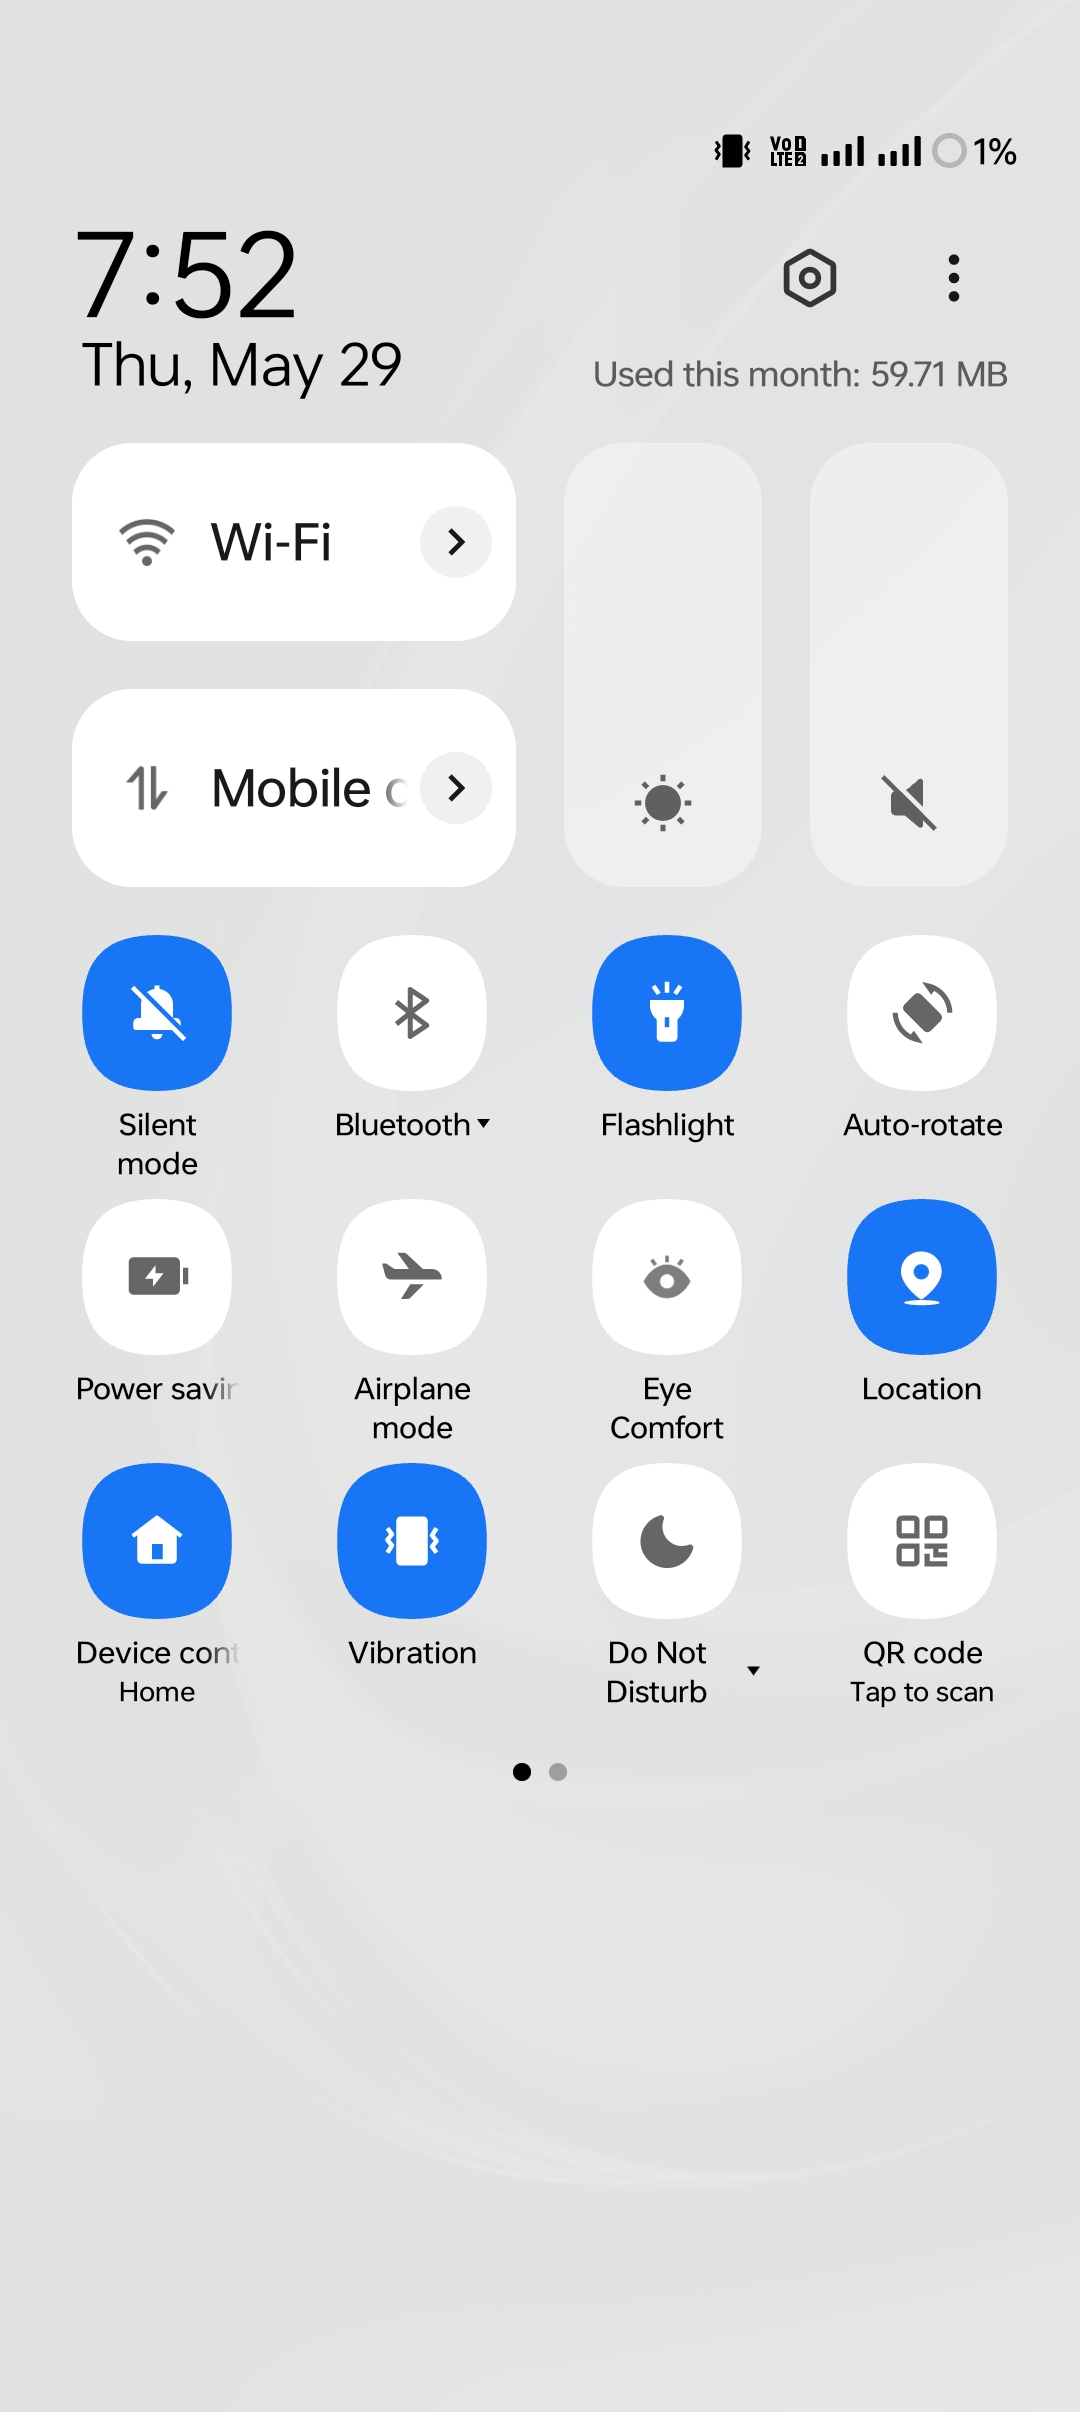 VoD LTE2 1%
7:52
Thu, May 29
Used this month: 59.71 MB
Wi-Fi
Mobile
Silent mode
Bluetooth
Flashlight
Auto-rotate
Power savin
Airplane mode
Eye Comfort
Location
Device cont
Home
Vibration
Do Not Disturb
QR code
Tap to scan